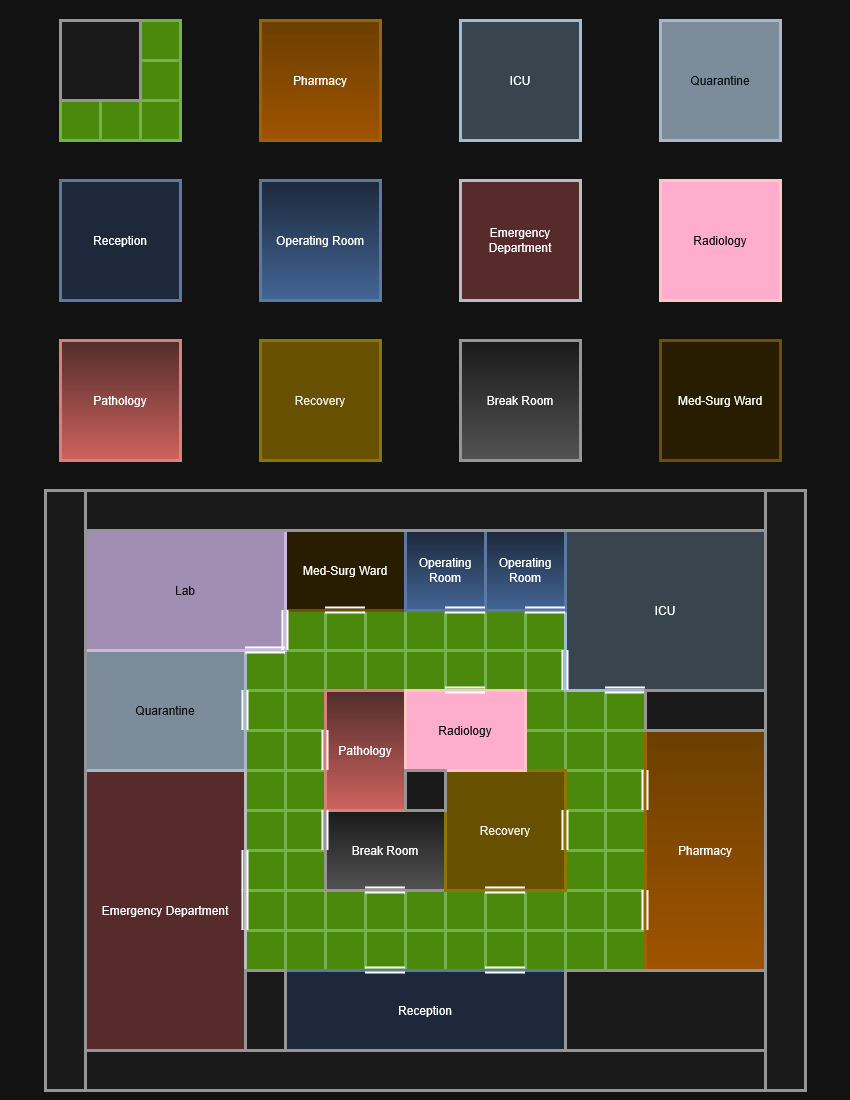 Pharmacy
ICU
Quarantine
Reception
Operating Room
Emergency
Department
Radiology
Pathology
Recovery
Break Room
Med-Surg Ward
Lab
Med-Surg Ward
Operating
Room
Operating
Room
ICU
Quarantine
Pathology
Radiology
Recovery
Break Room
Pharmacy
Emergency Department
Reception